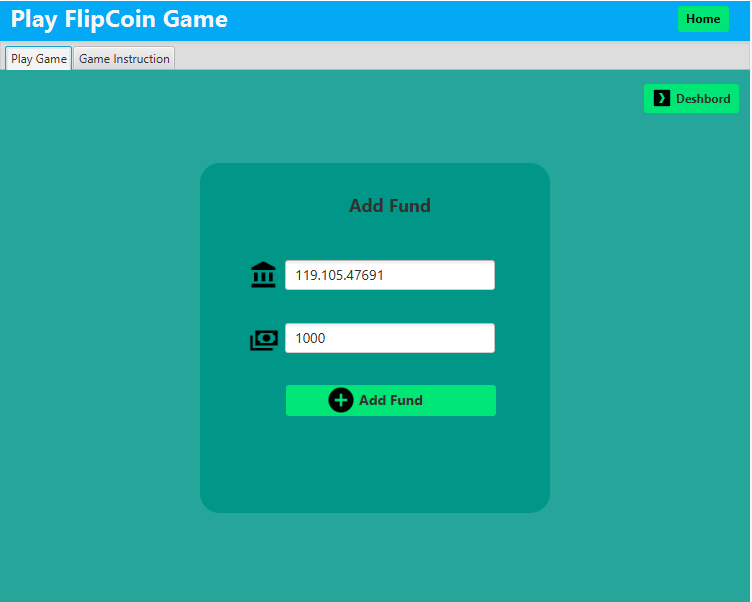 Play FlipCoin Game
Home
Play Game
Game Instruction
Deshbord
Add Fund
119.105.47691
1000
Add Fund